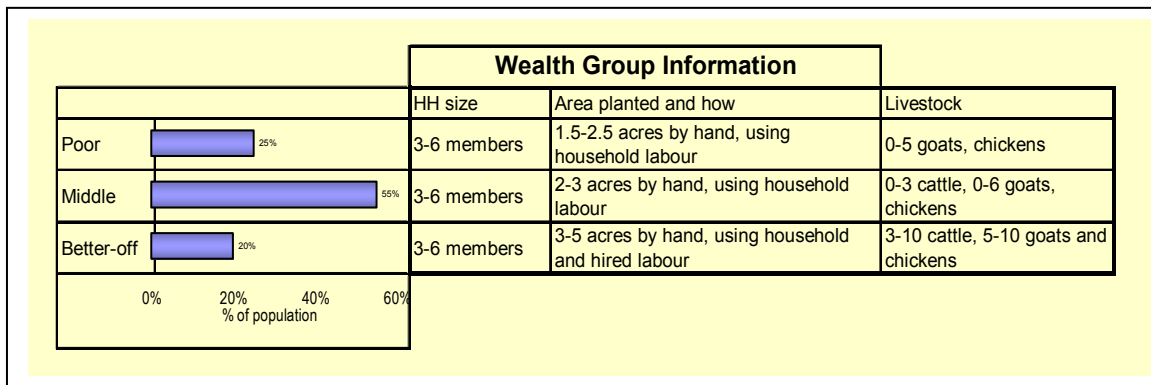 Wealth Group Information
HH size
Area planted and how
Livestock
Poor
25%
3-6 members
1.5-2.5 acres by hand, using
household labour
0-5 goats, chickens
Middle
55%
3-6 members
2-3 acres by hand, using household
labour
0-3 cattle, 0-6 goats,
chickens
Better-off
20%
3-6 members
3-5 acres by hand, using household
and hired labour
3-10 cattle, 5-10 goats and
chickens
0% 20% 40% 60%
% of population